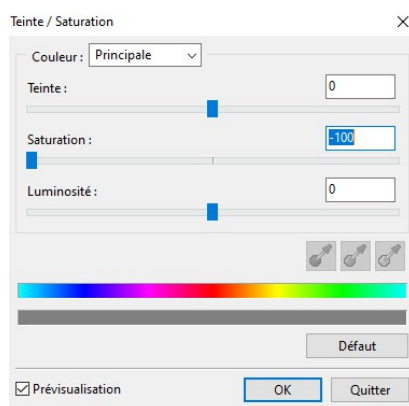 Teinte / Saturation
Couleur : Principale
Teinte : 0
Saturation : -100
Luminosité : 0
Défaut
Prévisualisation OK Quitter